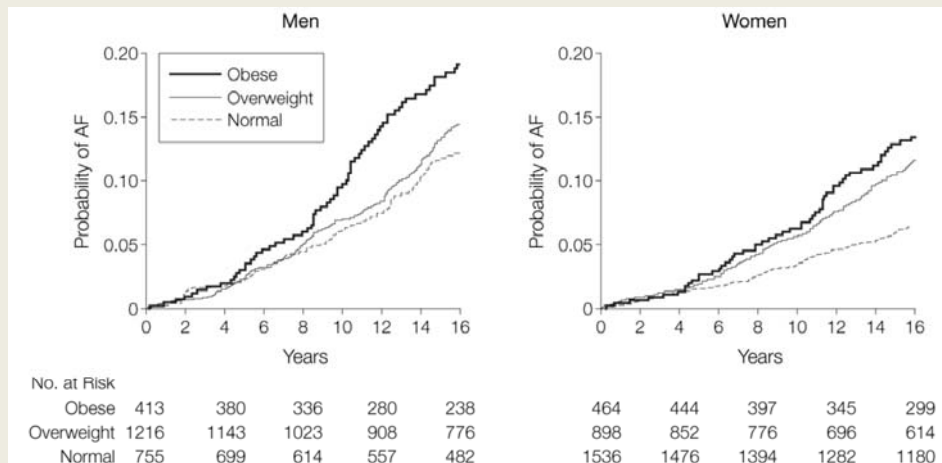 Men Women
0.20 0.20
Obese
Overweight
Normal
0.15 0.15
0.10 0.10
0.05 0.05
0 0
Probability of AF Probability of AF
0 2 4 6 8 10 12 14 16 0 2 4 6 8 10 12 14 16
Years Years
No. at Risk
Obese 413 380 336 280 238 464 444 397 345 299
Overweight 1216 1143 1023 908 776 898 852 776 696 614
Normal 755 699 614 557 482 1536 1476 1394 1282 1180